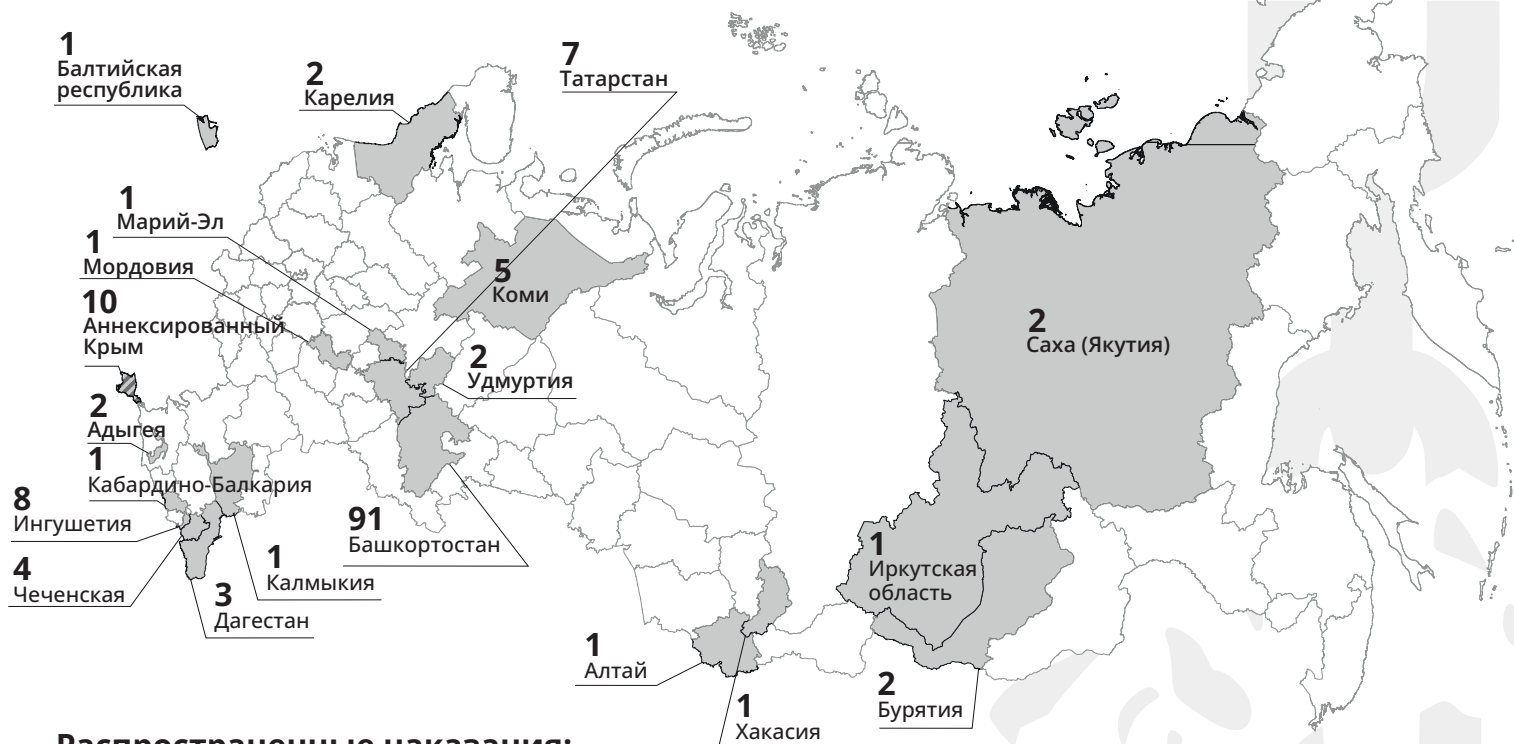 1
Балтийская
республика
2
Карелия
7
Татарстан
1
Марий-Эл
1
Мордовия
10
Аннексированный
Крым
5
Коми
2
Удмуртия
2
Саха (Якутия)
2
Адыгея
1
Кабардино-Балкария
8
Ингушетия
4
Чеченская
3
Дагестан
1
Калмыкия
91
Башкортостан
1
Иркутская
область
1
Алтай
1
Хакасия
2
Бурятия
Распространенные наказания: